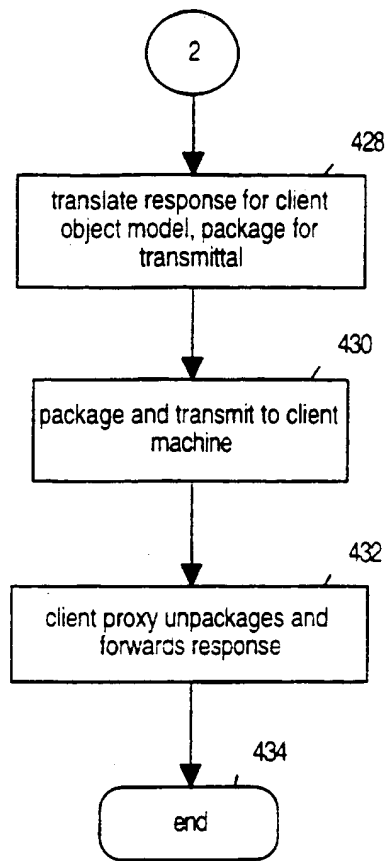 2
428
translate response for client
object model, package for
transmittal
430
package and transmit to client
machine
432
client proxy unpackages and
forwards response
434
end